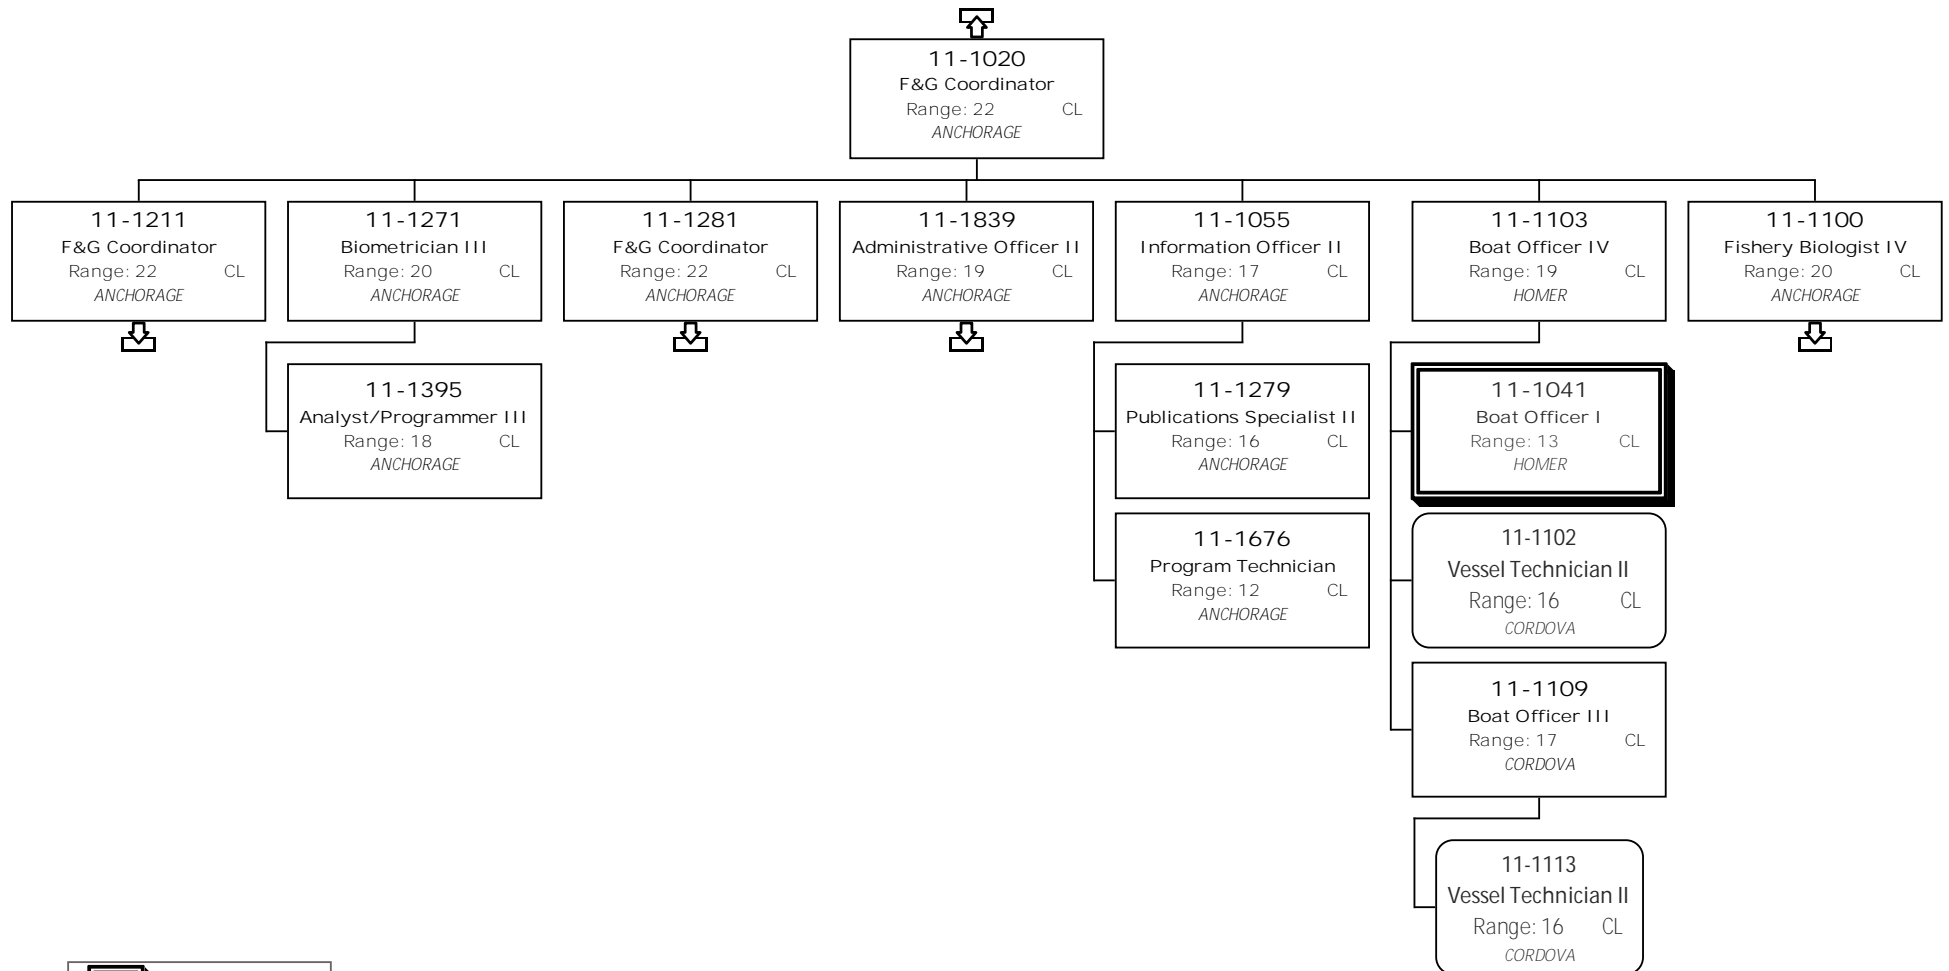 11-1020
F&G Coordinator
Range: 22 CL
ANCHORAGE
11-1211
F&G Coordinator
Range: 22 CL
ANCHORAGE
11-1271
Biometrician III
Range: 20 CL
ANCHORAGE
11-1281
F&G Coordinator
Range: 22 CL
ANCHORAGE
11-1839
Administrative Officer II
Range: 19 CL
ANCHORAGE
11-1055
Information Officer II
Range: 17 CL
ANCHORAGE
11-1103
Boat Officer IV
Range: 19 CL
HOMER
11-1100
Fishery Biologist IV
Range: 20 CL
ANCHORAGE
11-1395
Analyst/Programmer III
Range: 18 CL
ANCHORAGE
11-1279
Publications Specialist II
Range: 16 CL
ANCHORAGE
11-1041
Boat Officer I
Range: 13 CL
HOMER
11-1676
Program Technician
Range: 12 CL
ANCHORAGE
11-1102
Vessel Technician II
Range: 16 CL
CORDOVA
11-1109
Boat Officer III
Range: 17 CL
CORDOVA
11-1113
Vessel Technician II
Range: 16 CL
CORDOVA